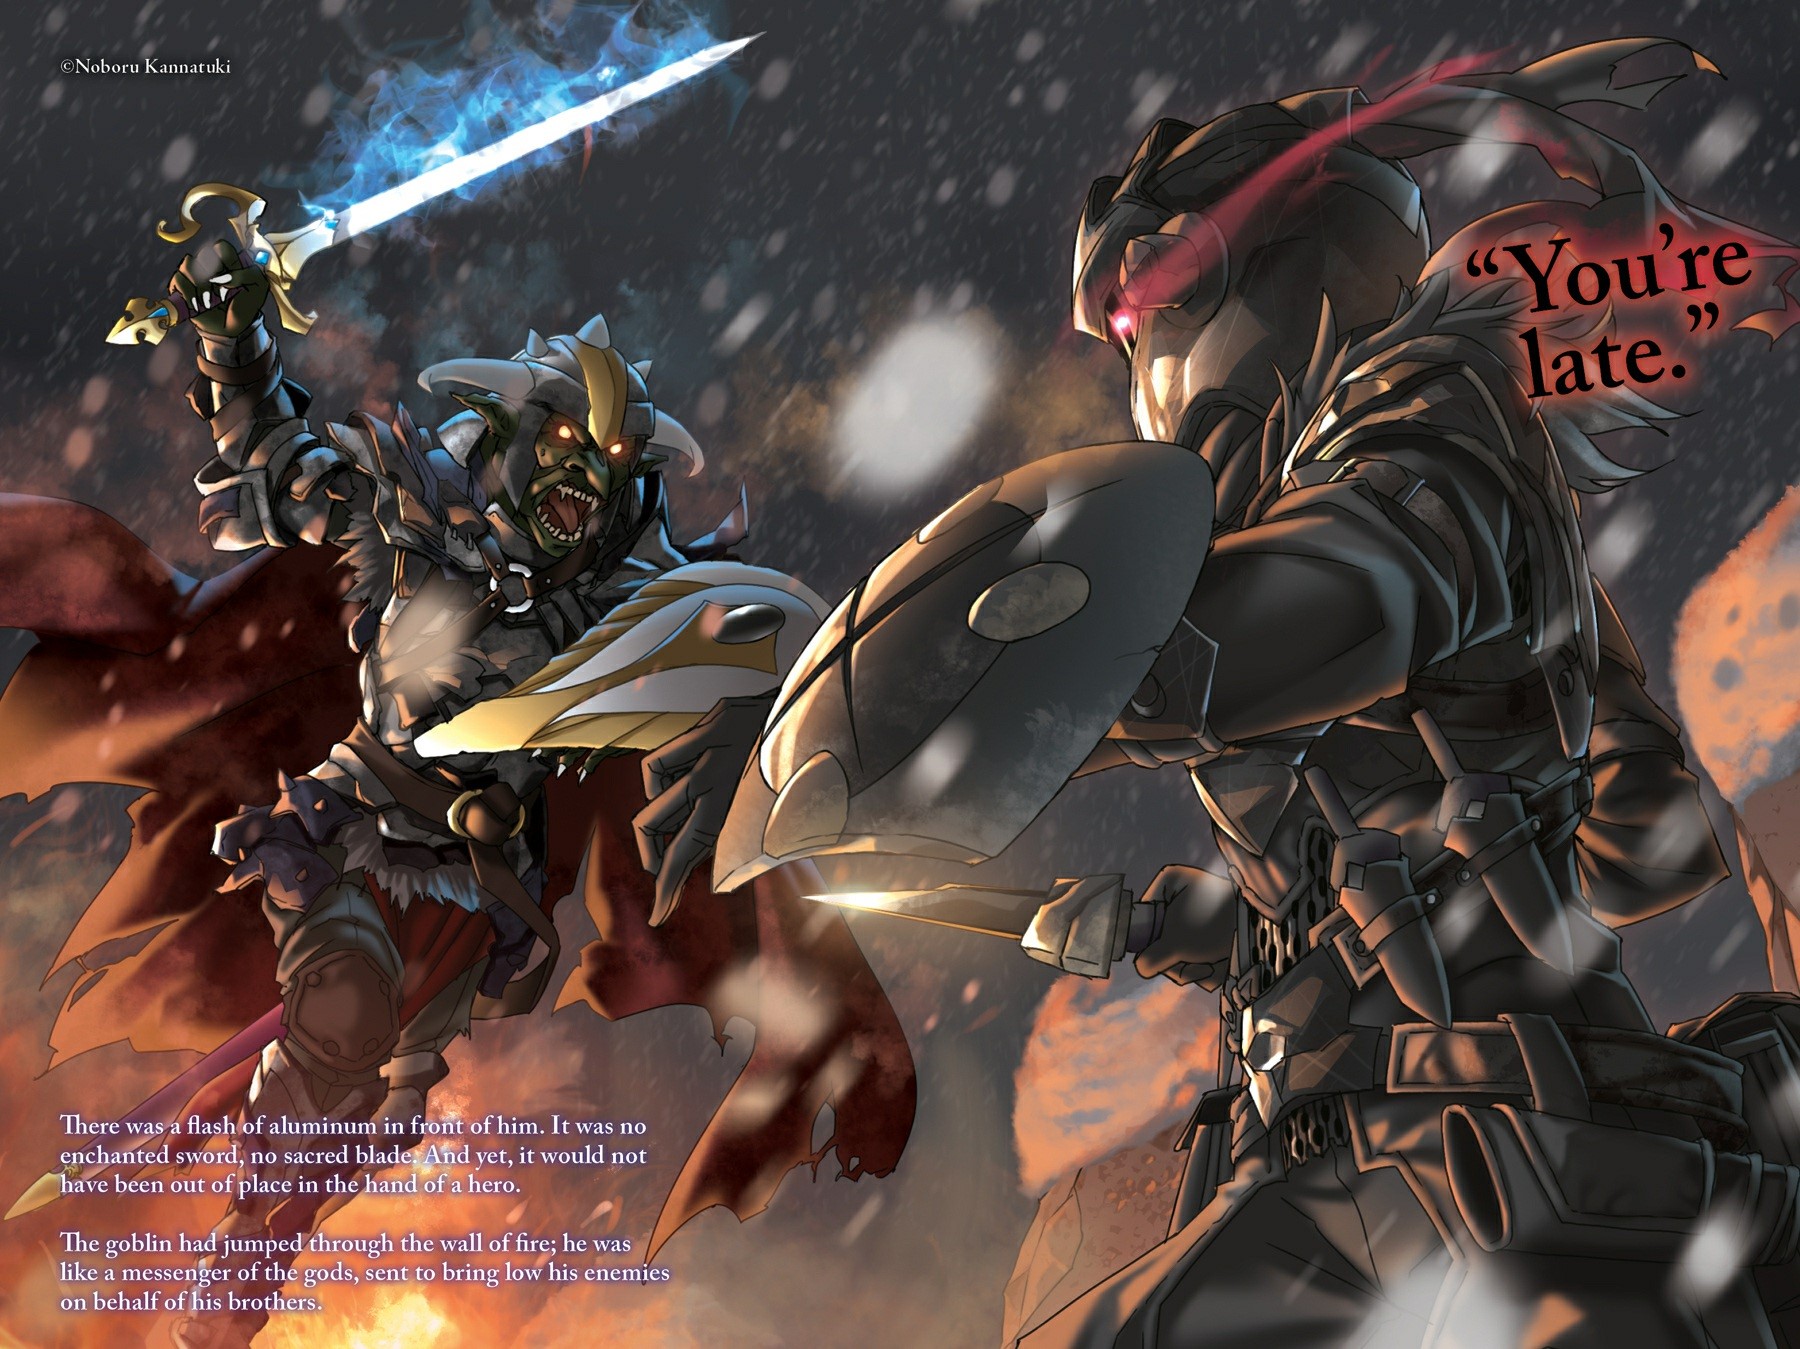 ©Noboru Kannatuki
“You’re
late.”
There was a flash of aluminum in front of him. It was no
enchanted sword, no sacred blade. And yet, it would not
have been out of place in the hand of a hero.
The goblin had jumped through the wall of fire; he was
like a messenger of the gods, sent to bring low his enemies
on behalf of his brothers.